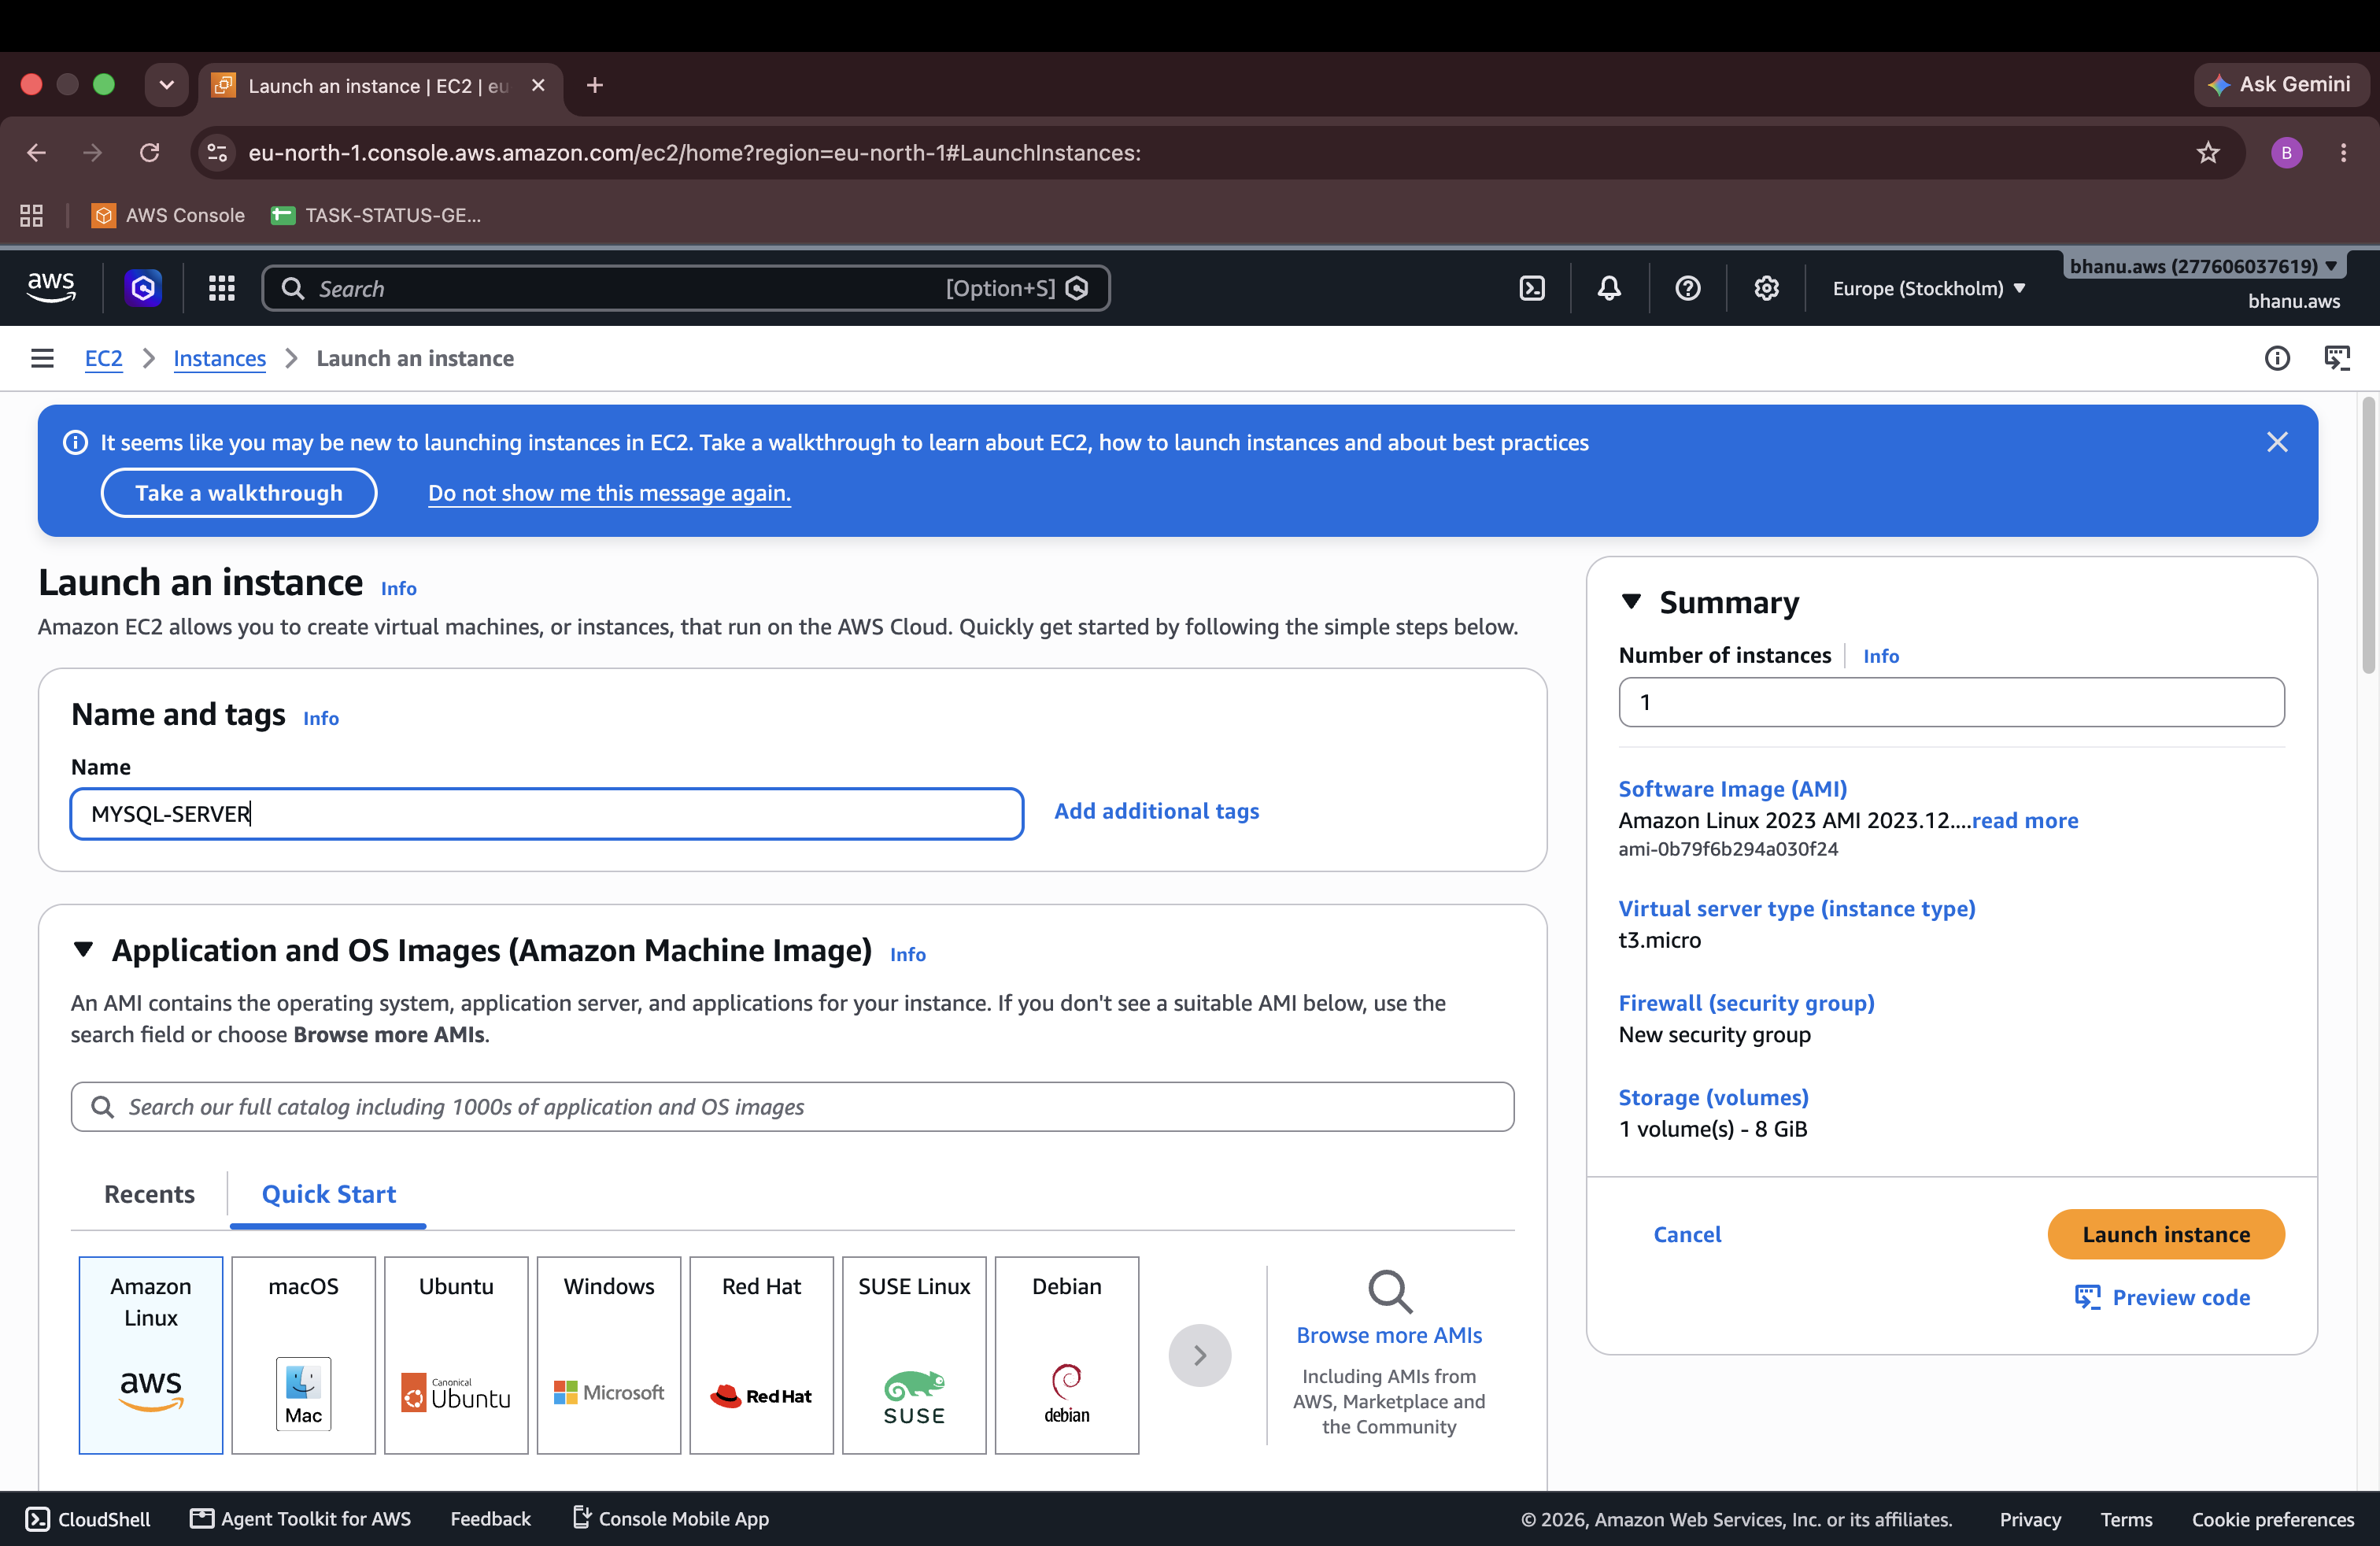 Launch an instance | EC2 | eu
Ask Gemini
eu-north-1.console.aws.amazon.com/ec2/home?region=eu-north-1#LaunchInstances:
B
AWS Console
TASK-STATUS-GE...
aws
Search
[Option+S]
Europe (Stockholm)
bhanu.aws (277606037619)
bhanu.aws
EC2
Instances
Launch an instance
It seems like you may be new to launching instances in EC2. Take a walkthrough to learn about EC2, how to launch instances and about best practices
Take a walkthrough
Do not show me this message again.
Launch an instance Info
Amazon EC2 allows you to create virtual machines, or instances, that run on the AWS Cloud. Quickly get started by following the simple steps below.
Name and tags Info
Name
MYSQL-SERVER
Add additional tags
Application and OS Images (Amazon Machine Image) Info
An AMI contains the operating system, application server, and applications for your instance. If you don't see a suitable AMI below, use the
search field or choose Browse more AMIs.
Search our full catalog including 1000s of application and OS images
Recents
Quick Start
Amazon
Linux
aws
macOS
Mac
Ubuntu
Canonical
Ubuntu
Windows
Microsoft
Red Hat
Red Hat
SUSE Linux
SUSE
Debian
debian
Browse more AMIs
Including AMIs from
AWS, Marketplace and
the Community
Summary
Number of instances
Info
1
Software Image (AMI)
Amazon Linux 2023 AMI 2023.12....read more
ami-0b79f6b294a030f24
Virtual server type (instance type)
t3.micro
Firewall (security group)
New security group
Storage (volumes)
1 volume(s) - 8 GiB
Cancel
Launch instance
Preview code
CloudShell
Agent Toolkit for AWS
Feedback
Console Mobile App
© 2026, Amazon Web Services, Inc. or its affiliates.
Privacy
Terms
Cookie preferences